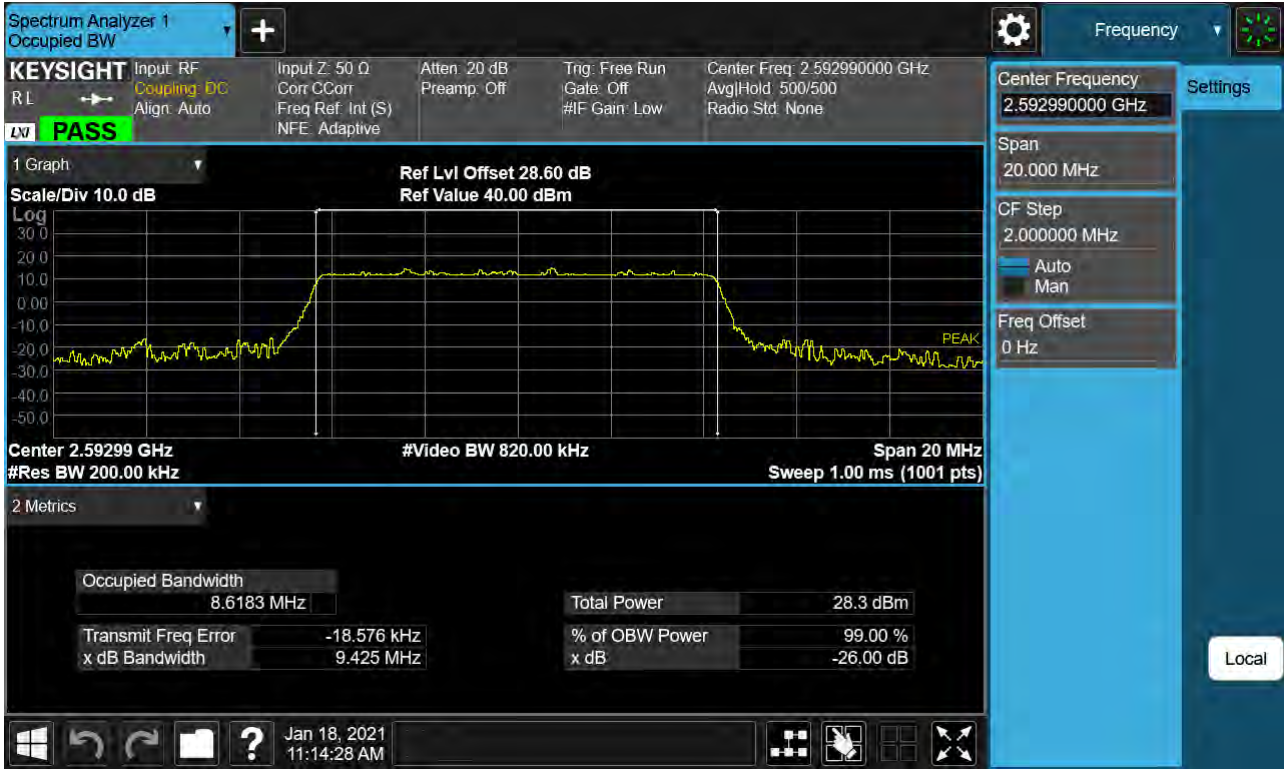 Spectrum Analyzer 1
Occupied BW
+
Frequency
KEYSIGHT
R L
LXI
PASS
Input: RF
Coupling: DC
Align: Auto
Input Z: 50 Ω
Corr CCorr
Freq Ref: Int (S)
NFE: Adaptive
Atten: 20 dB
Preamp: Off
Trig: Free Run
Gate: Off
#IF Gain: Low
Center Freq: 2.592990000 GHz
Avg|Hold: 500/500
Radio Std: None
1 Graph
Scale/Div 10.0 dB
Ref Lvl Offset 28.60 dB
Ref Value 40.00 dBm
Log
30.0
20.0
10.0
0.00
-10.0
-20.0
-30.0
-40.0
-50.0
PEAK
Center 2.59299 GHz
#Video BW 820.00 kHz
Span 20 MHz
#Res BW 200.00 kHz
Sweep 1.00 ms (1001 pts)
2 Metrics
Occupied Bandwidth
8.6183 MHz
Total Power 28.3 dBm
Transmit Freq Error -18.576 kHz
% of OBW Power 99.00 %
x dB Bandwidth 9.425 MHz
x dB -26.00 dB
Center Frequency
2.592990000 GHz
Span
20.000 MHz
CF Step
2.000000 MHz
Auto
Man
Freq Offset
0 Hz
Settings
Local
?
Jan 18, 2021
11:14:28 AM